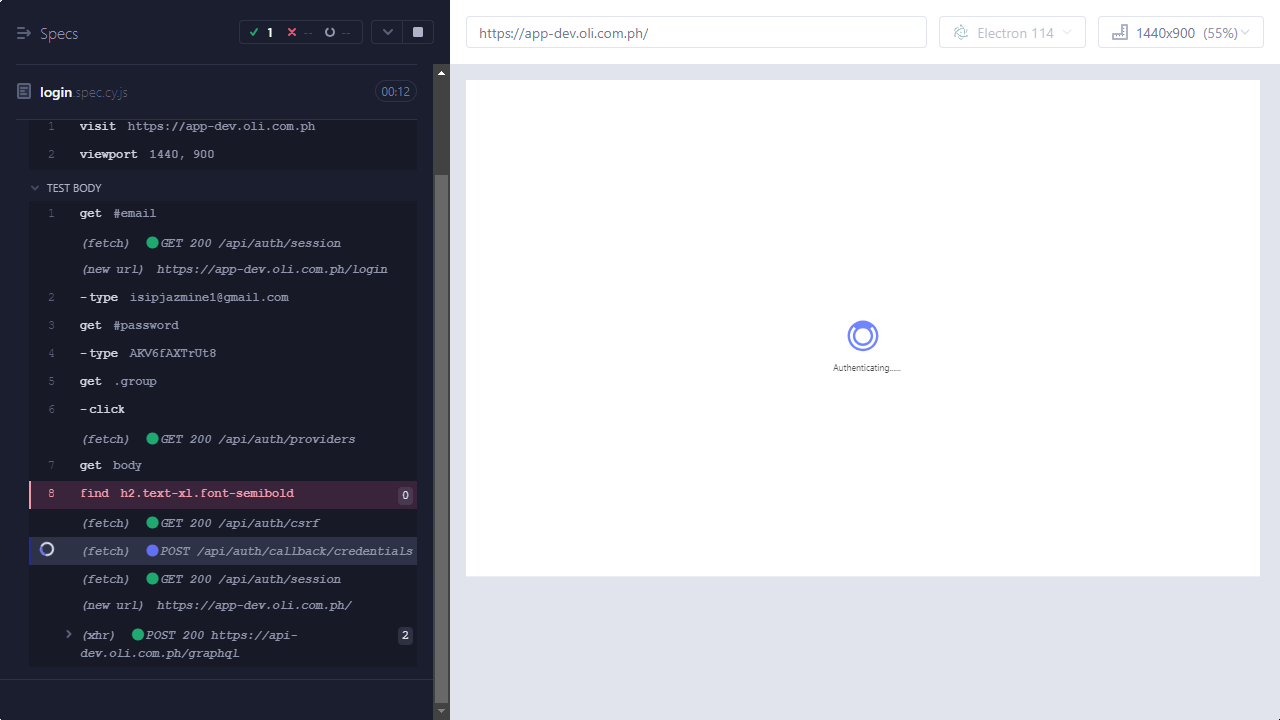 Specs
1
--
--
https://app-dev.oli.com.ph/
Electron 114
1440x900 (55%)
login.spec.cy.js
00:12
1 visit https://app-dev.oli.com.ph
2 viewport 1440, 900
TEST BODY
1 get #email
(fetch) GET 200 /api/auth/session
(new url) https://app-dev.oli.com.ph/login
2 -type isipjazmine1@gmail.com
3 get #password
4 -type AKV6fAXTrUt8
5 get .group
6 -click
(fetch) GET 200 /api/auth/providers
7 get body
8 find h2.text-xl.font-semibold 0
(fetch) GET 200 /api/auth/csrf
(fetch) POST /api/auth/callback/credentials
(fetch) GET 200 /api/auth/session
(new url) https://app-dev.oli.com.ph/
(xhr) POST 200 https://api- 2
dev.oli.com.ph/graphql
Authenticating......